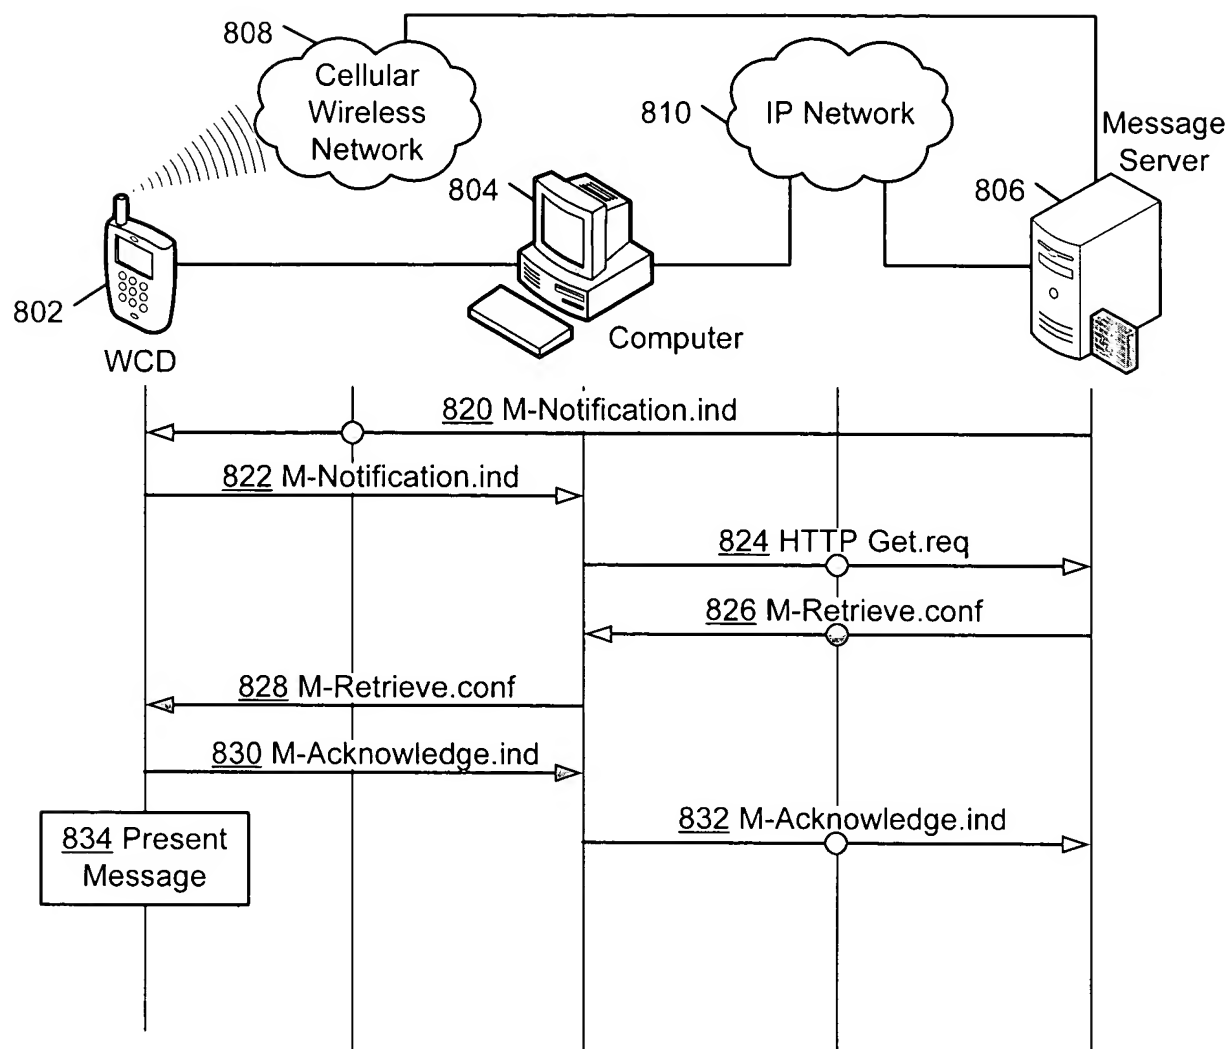 808
Cellular
Wireless
Network
810
IP Network
Message
Server
804
806
802
WCD
Computer
820 M-Notification.ind
822 M-Notification.ind
824 HTTP Get.req
826 M-Retrieve.conf
828 M-Retrieve.conf
830 M-Acknowledge.ind
832 M-Acknowledge.ind
834 Present
Message